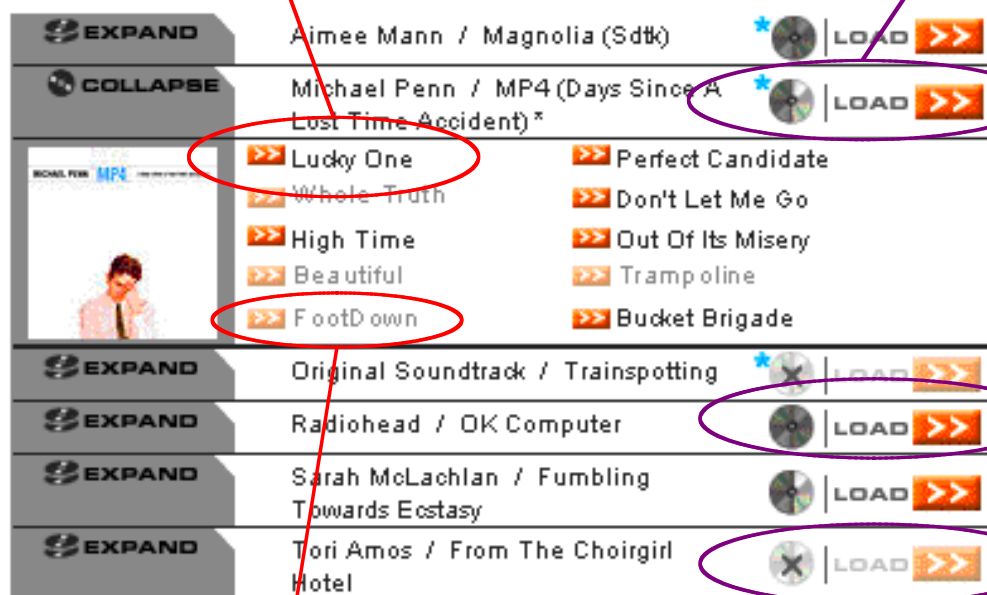 EXPAND Aimee Mann / Magnolia (Sdtk) * LOAD >>
COLLAPSE Michael Penn / MP4 (Days Since A LOAD >>
Lost Time Accident) *
MP4
>> Lucky One >> Perfect Candidate
>> Whole Truth >> Don't Let Me Go
>> High Time >> Out Of Its Misery
>> Beautiful >> Trampoline
>> FootDown >> Bucket Brigade
EXPAND Original Soundtrack / Trainspotting * LOAD >>
EXPAND Radiohead / OK Computer LOAD >>
EXPAND Sarah McLachlan / Fumbling LOAD >>
Towards Ecstasy
EXPAND Tori Amos / From The Choirgirl LOAD >>
Hotel